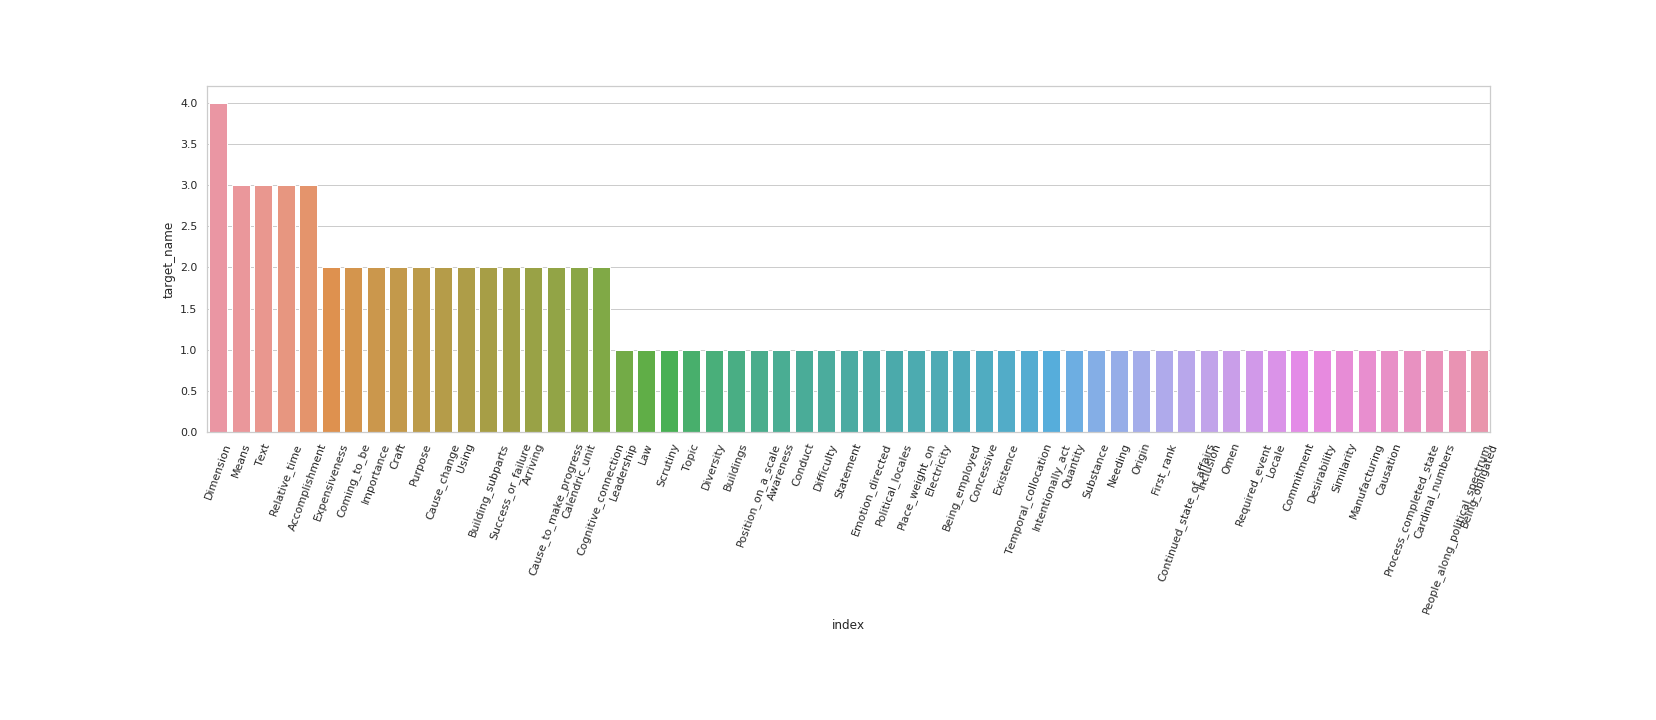 4.0
3.5
3.0
2.5
2.0
1.5
1.0
0.5
0.0
target_name
Dimension
Means
Text
Relative_time
Accomplishment
Expensiveness
Coming_to_be
Importance
Craft
Purpose
Cause_change
Using
Building_subparts
Success_or_failure
Arriving
Cause_to_make_progress
Calendric_unit
Cognitive_connection
Leadership
Law
Scrutiny
Topic
Diversity
Buildings
Position_on_a_scale
Awareness
Conduct
Difficulty
Statement
Emotion_directed
Political_locales
Place_weight_on
Electricity
Being_employed
Concessive
Existence
Temporal_collocation
Intentionally_act
Quantity
Substance
Needing
Origin
First_rank
Continued_state_of_affairs
Inclusion
Omen
Required_event
Locale
Commitment
Desirability
Similarity
Manufacturing
Causation
Process_completed_state
Cardinal_numbers
People_along_political_spectrum
Being_obligated
index